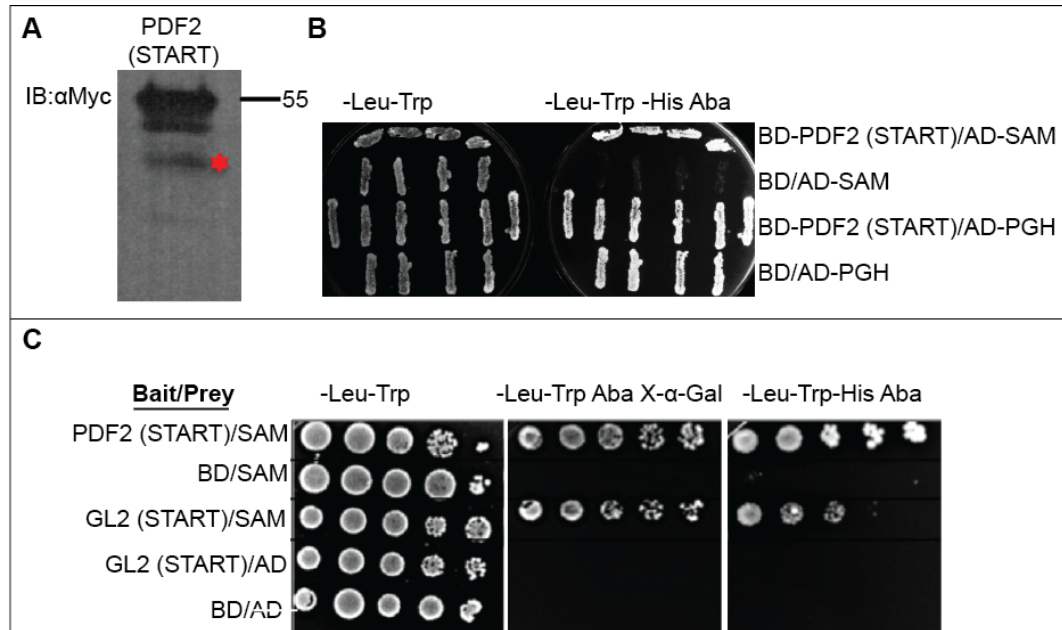 A
PDF2
(START)
IB:αMyc
55
B
-Leu-Trp
-Leu-Trp -His Aba
BD-PDF2 (START)/AD-SAM
BD/AD-SAM
BD-PDF2 (START)/AD-PGH
BD/AD-PGH
C
Bait/Prey
-Leu-Trp
-Leu-Trp Aba X-α-Gal
-Leu-Trp-His Aba
PDF2 (START)/SAM
BD/SAM
GL2 (START)/SAM
GL2 (START)/AD
BD/AD